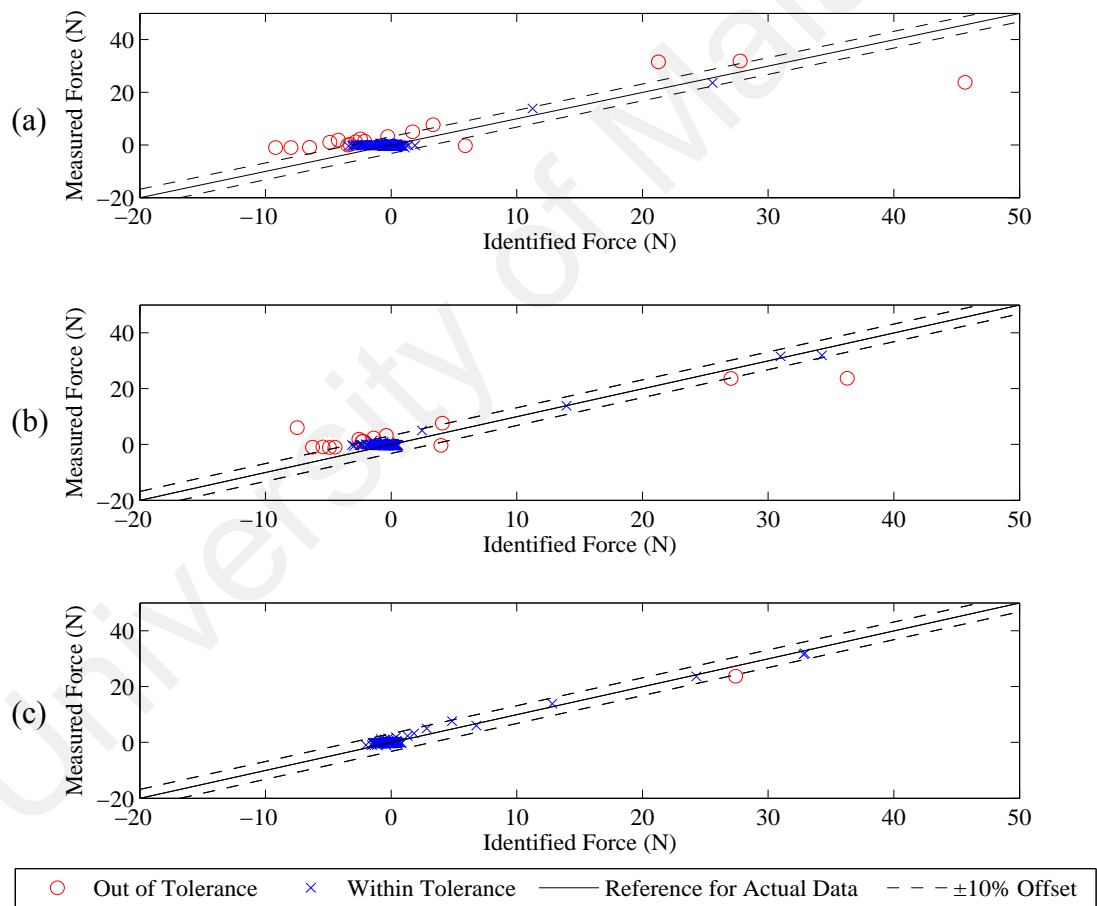 (a)
Measured Force (N)
40
20
0
−20
−20 −10 0 10 20 30 40 50
Identified Force (N)
(b)
Measured Force (N)
40
20
0
−20
−20 −10 0 10 20 30 40 50
Identified Force (N)
(c)
Measured Force (N)
40
20
0
−20
−20 −10 0 10 20 30 40 50
Identified Force (N)
Out of Tolerance Within Tolerance Reference for Actual Data ±10% Offset
University of Mala